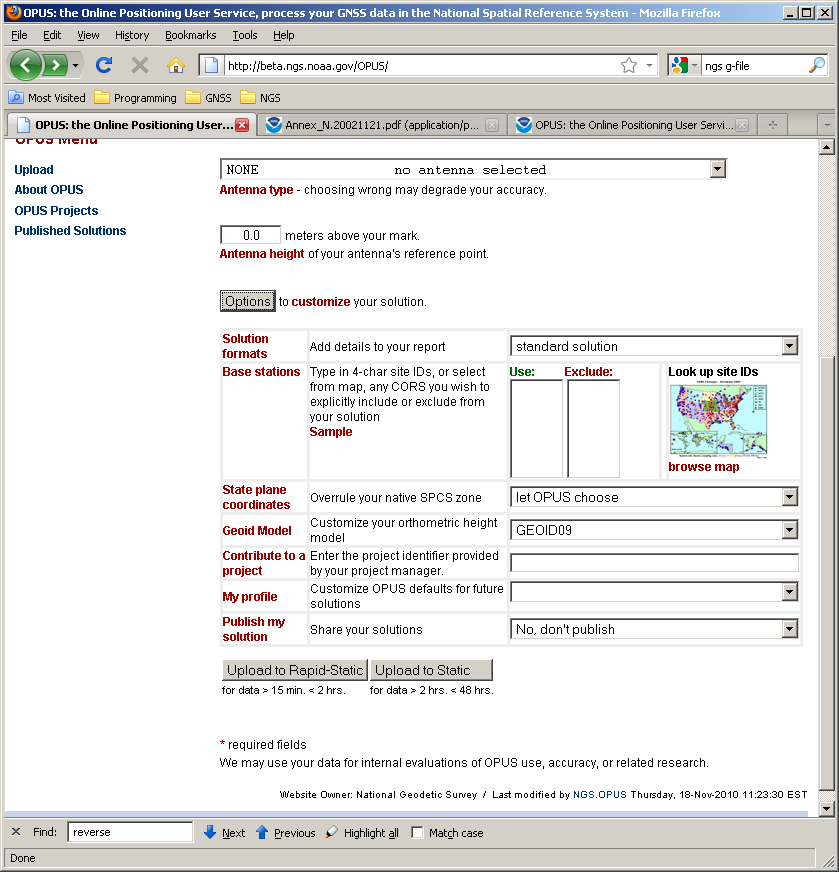 OPUS: the Online Positioning User Service, process your GNSS data in the National Spatial Reference System - Mozilla Firefox
File Edit View History Bookmarks Tools Help
http://beta.ngs.noaa.gov/OPUS/ ngs g-file
Most Visited Programming GNSS NGS
OPUS: the Online Positioning User... Annex_N.20021121.pdf (application/p... OPUS: the Online Positioning User Servi...
OPUS Menu
Upload
About OPUS
OPUS Projects
Published Solutions
NONE no antenna selected
Antenna type - choosing wrong may degrade your accuracy.
0.0 meters above your mark.
Antenna height of your antenna's reference point.
Options to customize your solution.
Solution
formats
Add details to your report
standard solution
Base stations
Type in 4-char site IDs, or select
from map, any CORS you wish to
explicitly include or exclude from
your solution
Sample
Use: Exclude:
Look up site IDs
browse map
State plane
coordinates
Overrule your native SPCS zone
let OPUS choose
Geoid Model
Customize your orthometric height
model
GEOID09
Contribute to a
project
Enter the project identifier provided
by your project manager.
My profile
Customize OPUS defaults for future
solutions
Publish my
solution
Share your solutions
No, don't publish
Upload to Rapid-Static Upload to Static
for data > 15 min. < 2 hrs. for data > 2 hrs. < 48 hrs.
* required fields
We may use your data for internal evaluations of OPUS use, accuracy, or related research.
Website Owner: National Geodetic Survey / Last modified by NGS.OPUS Thursday, 18-Nov-2010 11:23:30 EST
Find: reverse Next Previous Highlight all Match case
Done